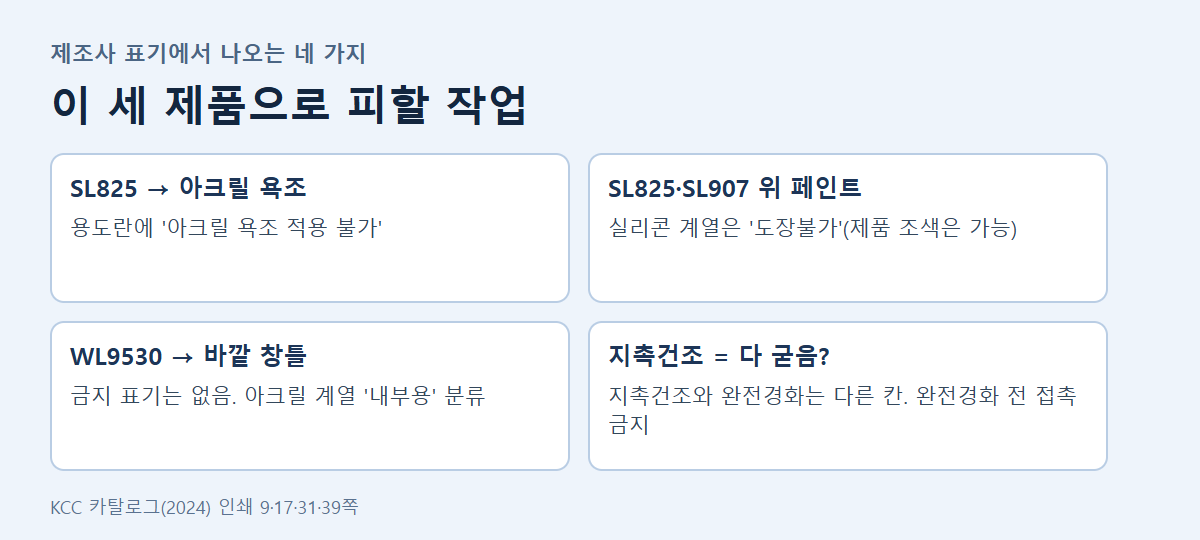 제조사 표기에서 나오는 네 가지
이 세 제품으로 피할 작업
SL825 → 아크릴 욕조
용도란에 '아크릴 욕조 적용 불가'
SL825·SL907 위 페인트
실리콘 계열은 '도장불가'(제품 조색은 가능)
WL9530 → 바깥 창틀
금지 표기는 없음. 아크릴 계열 '내부용' 분류
지촉건조 = 다 굳음?
지촉건조와 완전경화는 다른 칸. 완전경화 전 접촉
금지
KCC 카탈로그(2024) 인쇄 9·17·31·39쪽